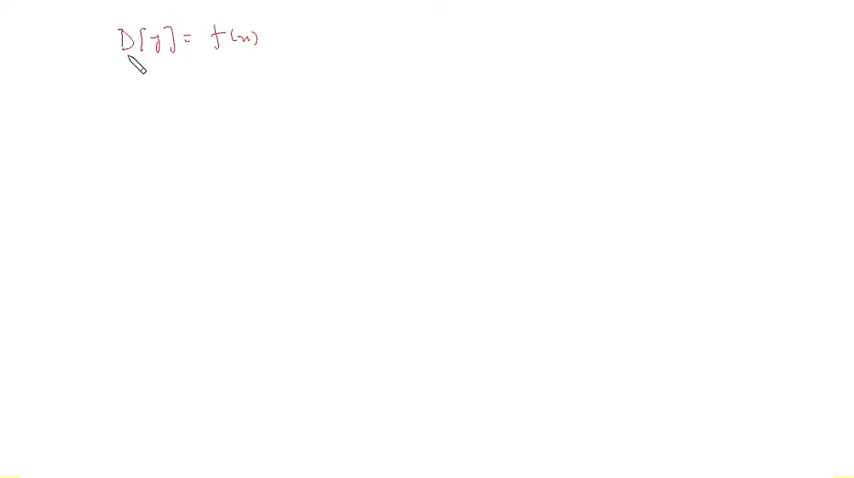 D[y] = f(x)